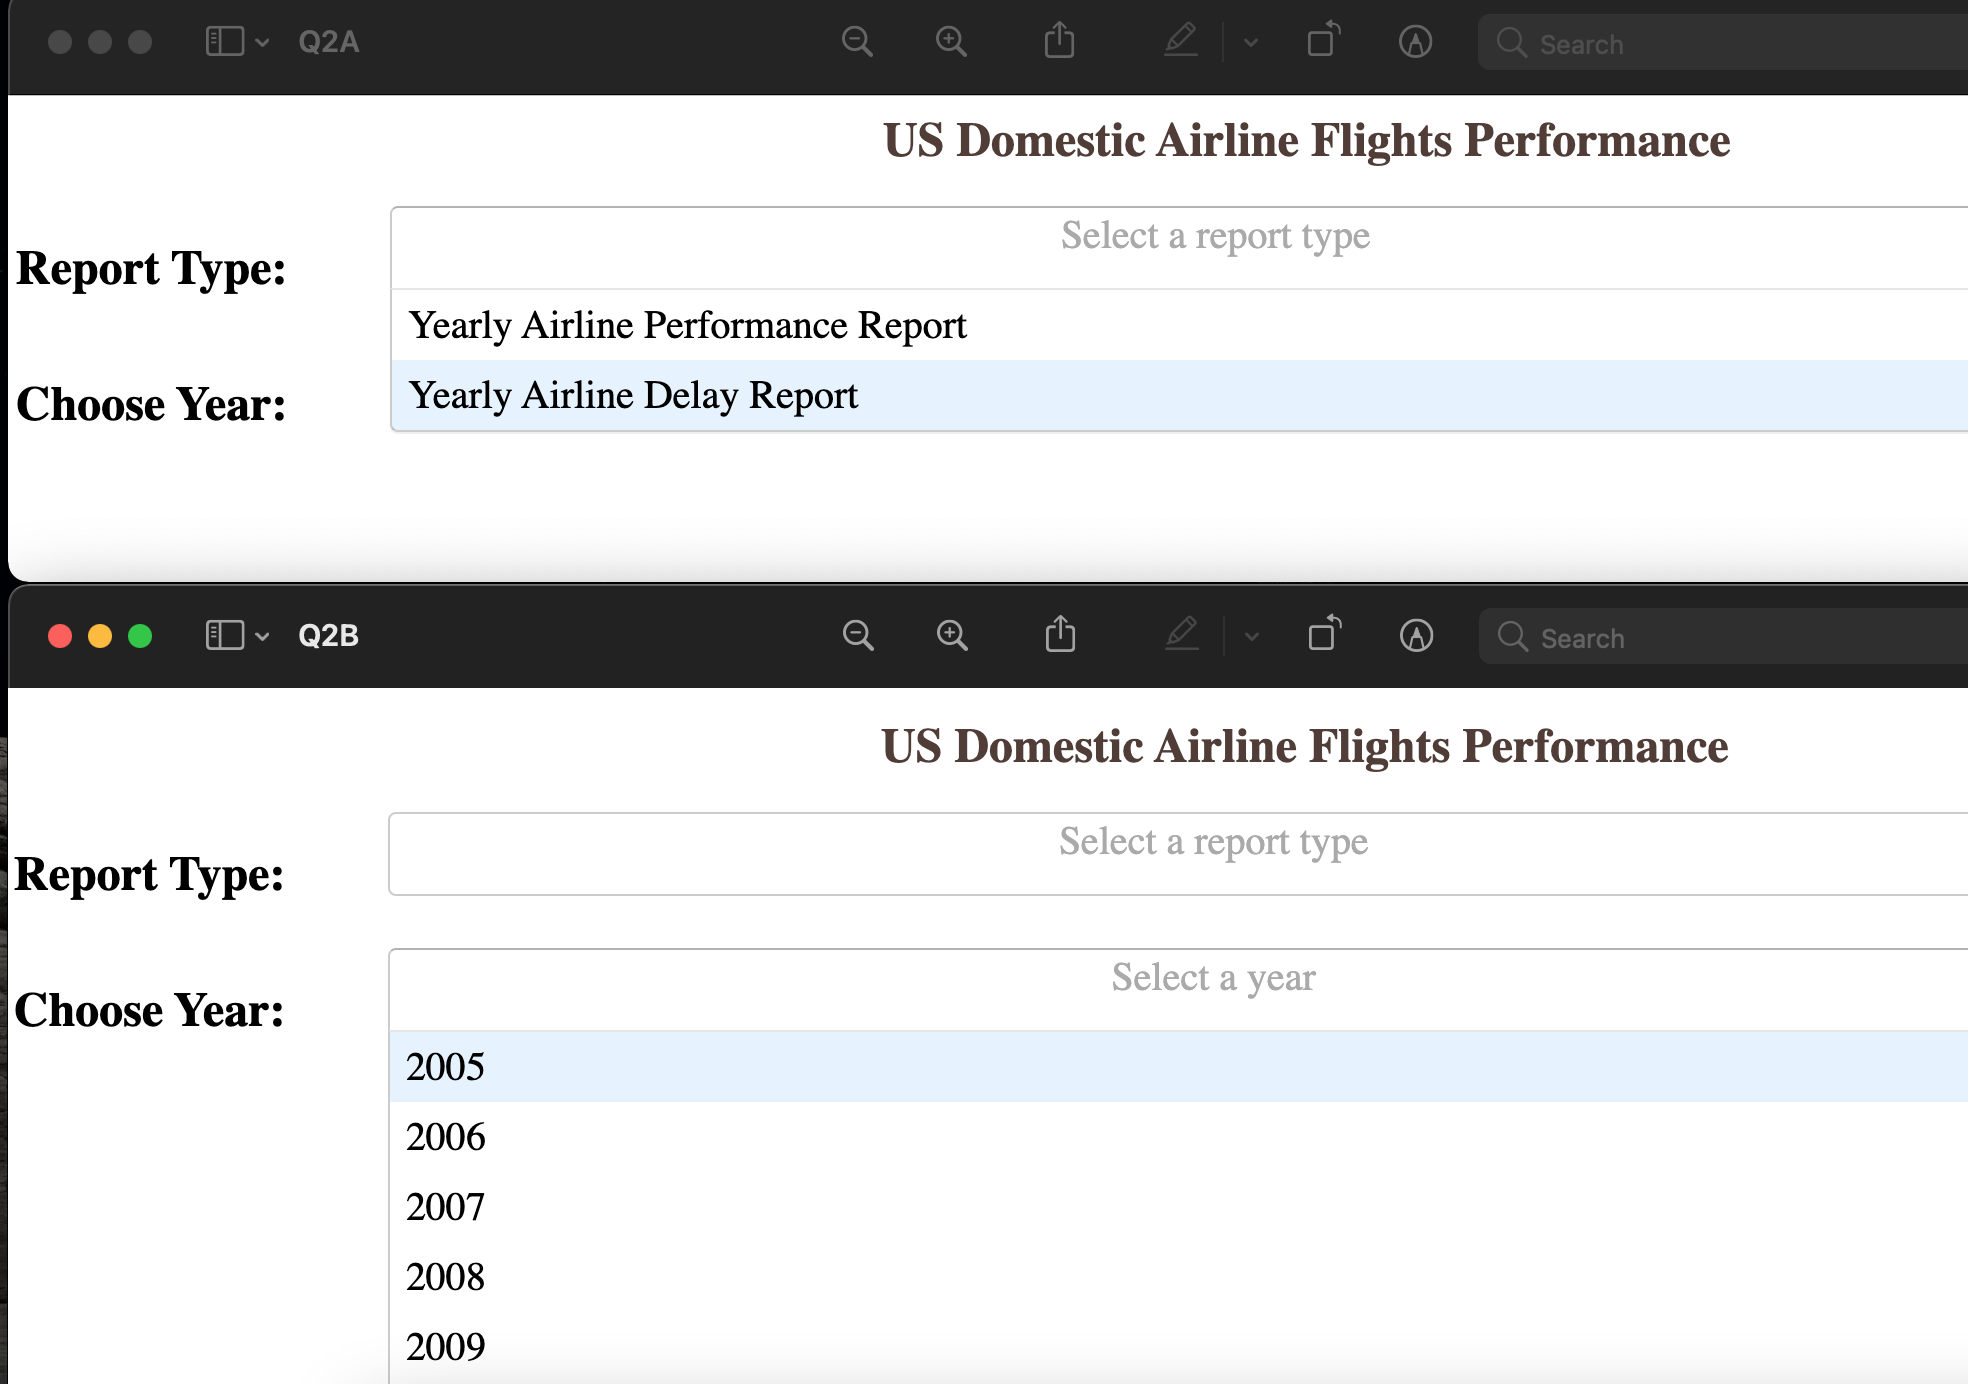 Q2A
Search
US Domestic Airline Flights Performance
Report Type:
Select a report type
Yearly Airline Performance Report
Choose Year:
Yearly Airline Delay Report
Q2B
Search
US Domestic Airline Flights Performance
Report Type:
Select a report type
Choose Year:
Select a year
2005
2006
2007
2008
2009